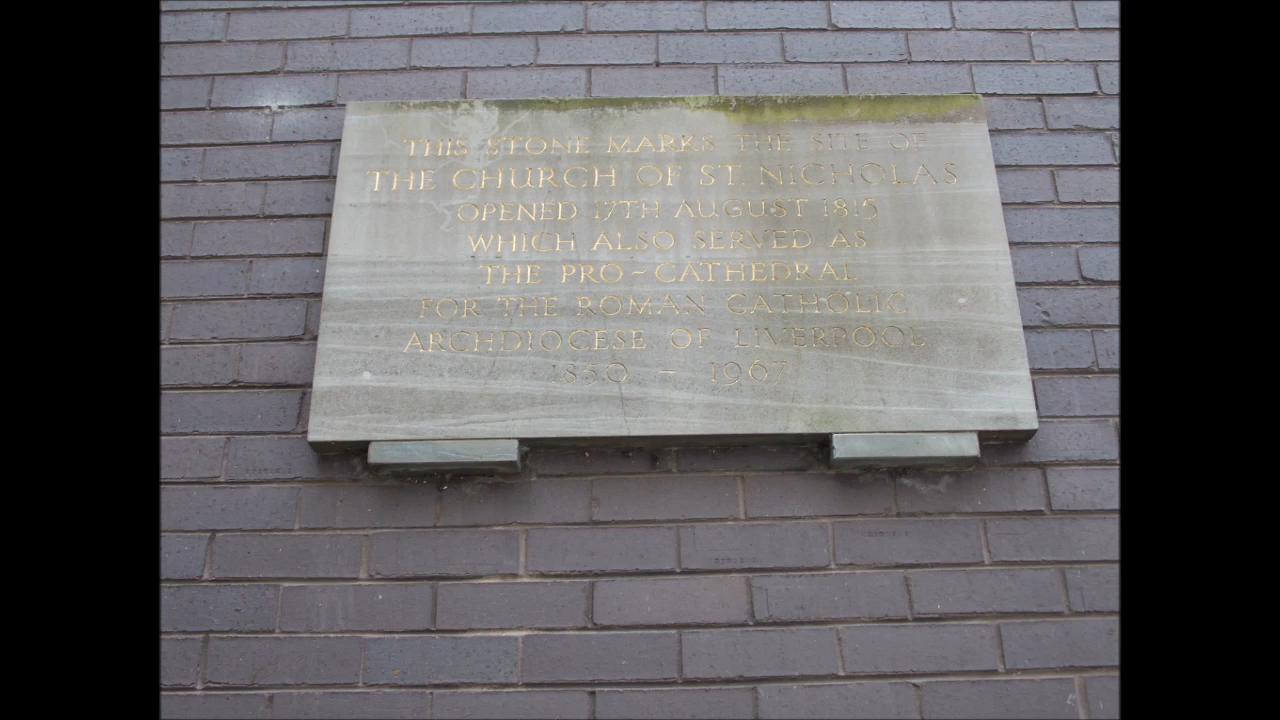 THIS STONE MARKS THE SITE OF
THE CHURCH OF ST. NICHOLAS
OPENED 17TH AUGUST 1815
WHICH ALSO SERVED AS
THE PRO-CATHEDRAL
FOR THE ROMAN CATHOLIC
ARCHDIOCESE OF LIVERPOOL
1850 - 1967